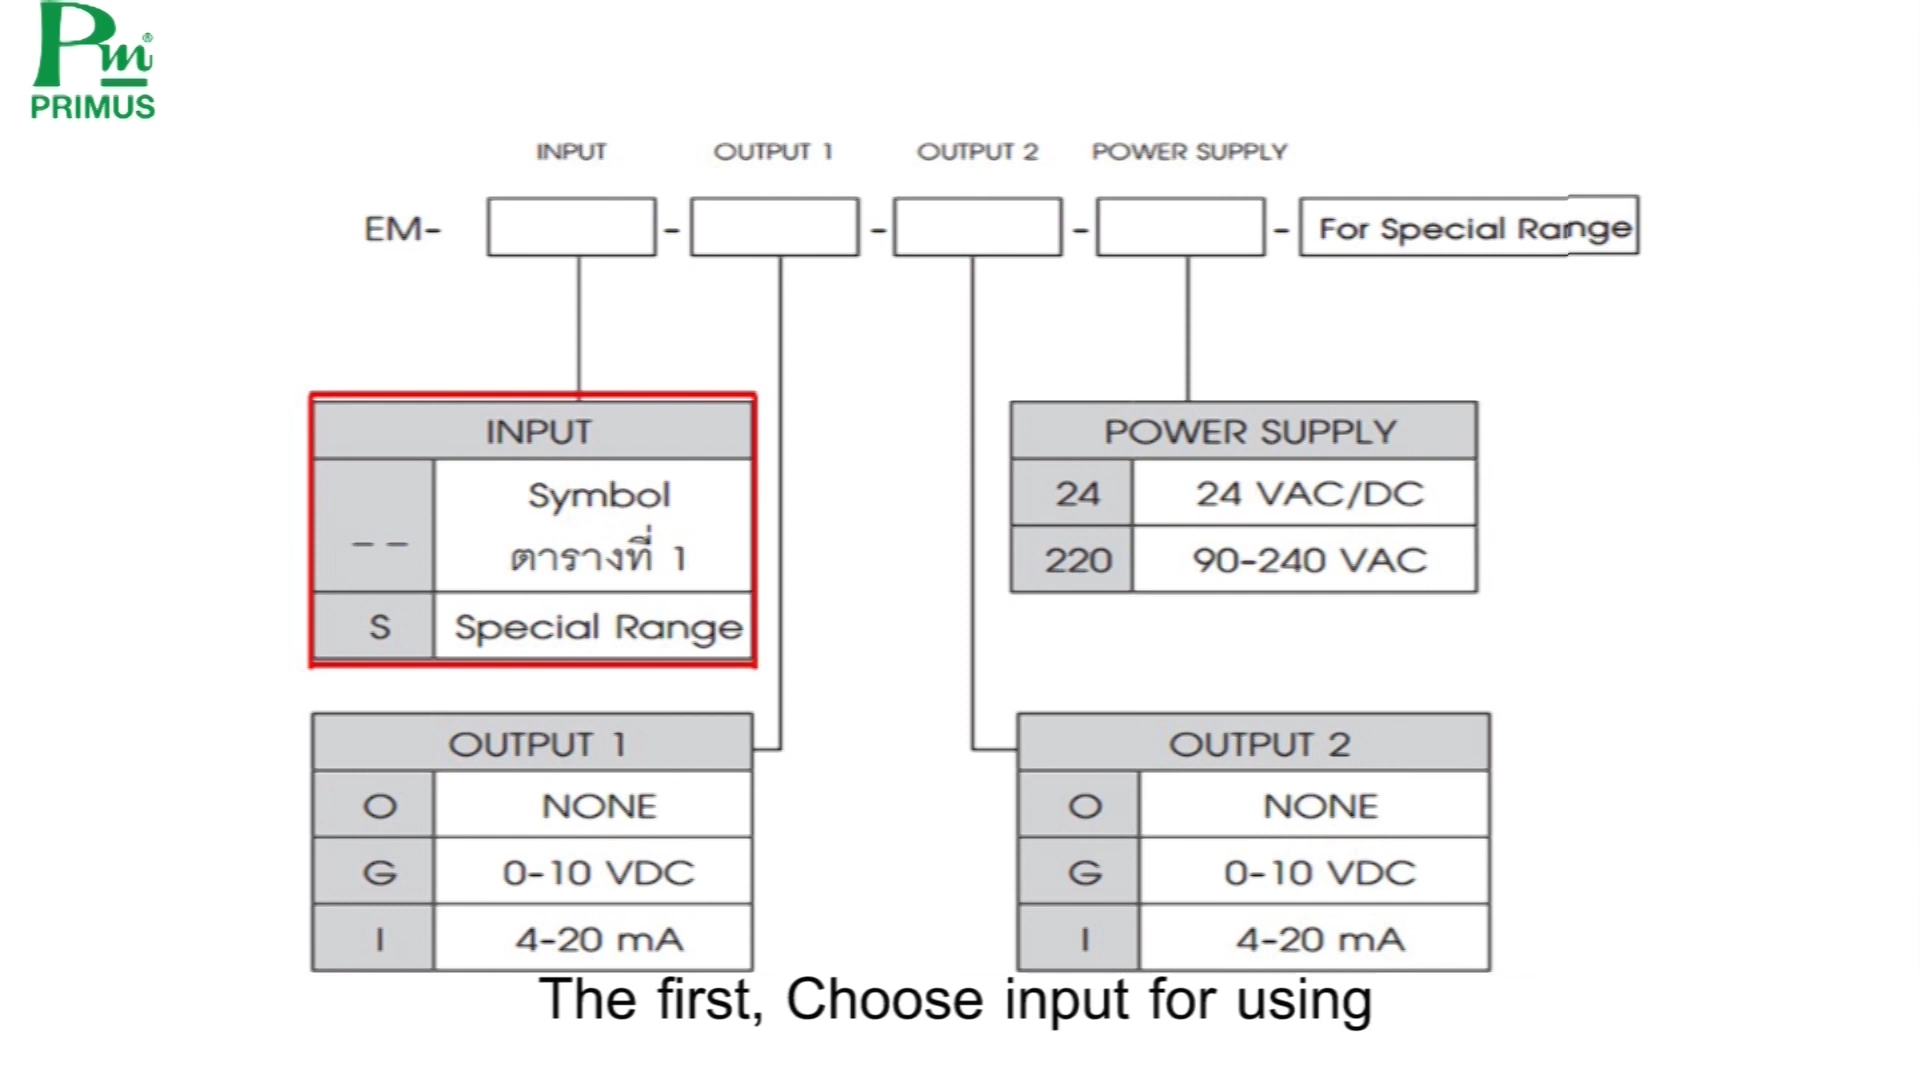 Pm®
PRIMUS
INPUT OUTPUT 1 OUTPUT 2 POWER SUPPLY
EM- - - - - For Special Range
INPUT
-- Symbol
ตารางที่ 1
S Special Range
POWER SUPPLY
24 24 VAC/DC
220 90-240 VAC
OUTPUT 1
O NONE
G 0-10 VDC
I 4-20 mA
OUTPUT 2
O NONE
G 0-10 VDC
I 4-20 mA
The first, Choose input for using